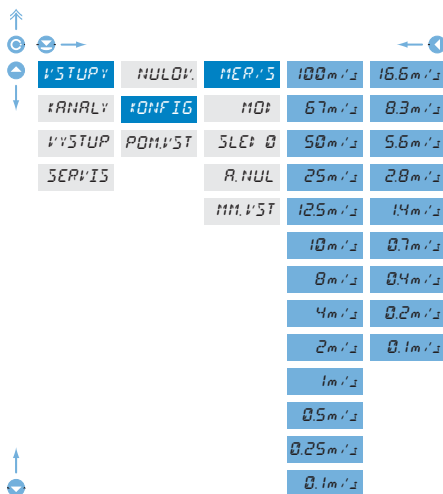 VSTUPY NULOV. MER/S 100m/s 16.6m/s
KANALY KONFIG MOD 67m/s 8.3m/s
VYSTUP POM.VST SLED 0 50m/s 5.6m/s
SERVIS A.NUL 25m/s 2.8m/s
MM.VST 12.5m/s 1.4m/s
10m/s 0.7m/s
8m/s 0.4m/s
4m/s 0.2m/s
2m/s 0.1m/s
1m/s
0.5m/s
0.25m/s
0.1m/s